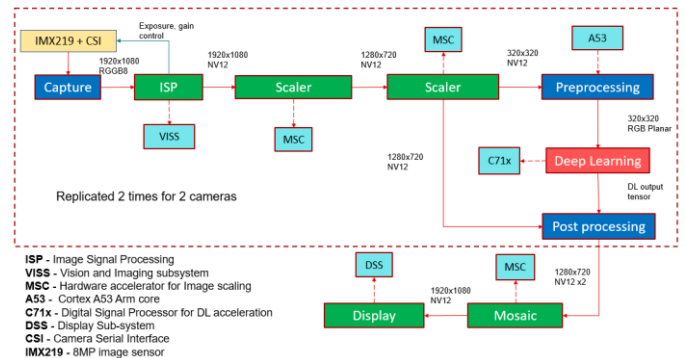 Exposure, gain
control
IMX219 + CSI
1920x1080
RGGB8
1920x1080
NV12
MSC
1280x720
NV12
320x320
NV12
A53
Capture
ISP
Scaler
Scaler
Preprocessing
VISS
MSC
320x320
RGB Planar
1280x720
NV12
C71x
Deep Learning
DL output
tensor
Replicated 2 times for 2 cameras
Post processing
ISP - Image Signal Processing
VISS - Vision and Imaging subsystem
MSC - Hardware accelerator for Image scaling
A53 - Cortex A53 Arm core
C71x - Digital Signal Processor for DL acceleration
DSS - Display Sub-system
CSI - Camera Serial Interface
IMX219 - 8MP image sensor
DSS
MSC
1280x720
NV12 x2
1920x1080
NV12
Display
Mosaic